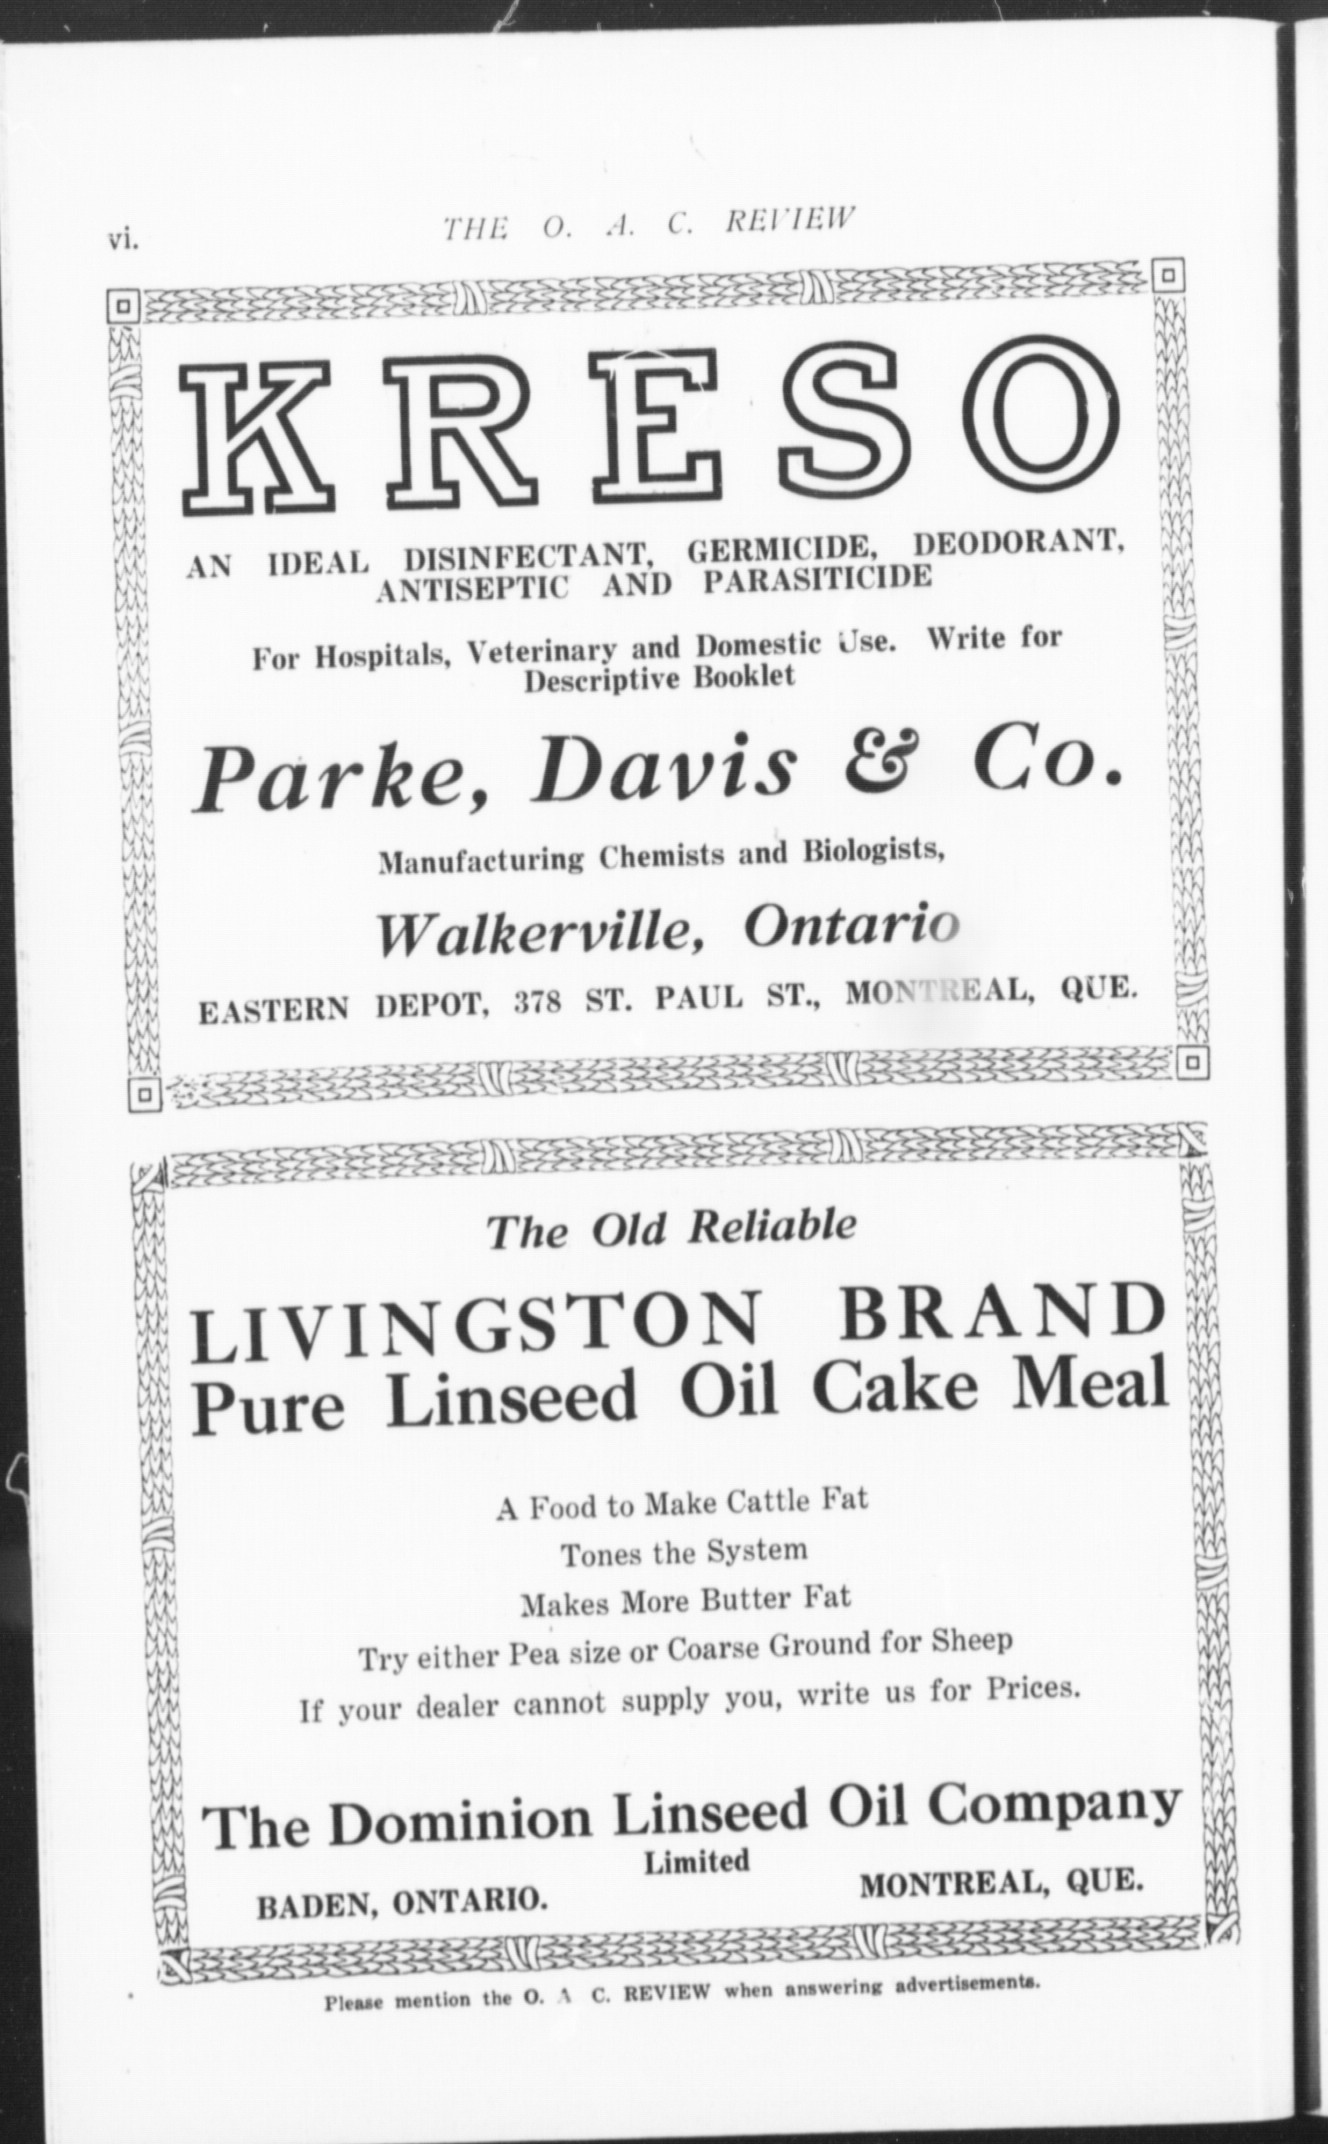 vi.
THE O. A. C. REVIEW
KRESO
AN IDEAL DISINFECTANT, GERMICIDE, DEODORANT,
ANTISEPTIC AND PARASITICIDE
For Hospitals, Veterinary and Domestic Use. Write for
Descriptive Booklet
Parke, Davis & Co.
Manufacturing Chemists and Biologists,
Walkerville, Ontario
EASTERN DEPOT, 378 ST. PAUL ST., MONTREAL, QUE.
The Old Reliable
LIVINGSTON BRAND
Pure Linseed Oil Cake Meal
A Food to Make Cattle Fat
Tones the System
Makes More Butter Fat
Try either Pea size or Coarse Ground for Sheep
If your dealer cannot supply you, write us for Prices.
The Dominion Linseed Oil Company
Limited
BADEN, ONTARIO. MONTREAL, QUE.
Please mention the O. A C. REVIEW when answering advertisements.